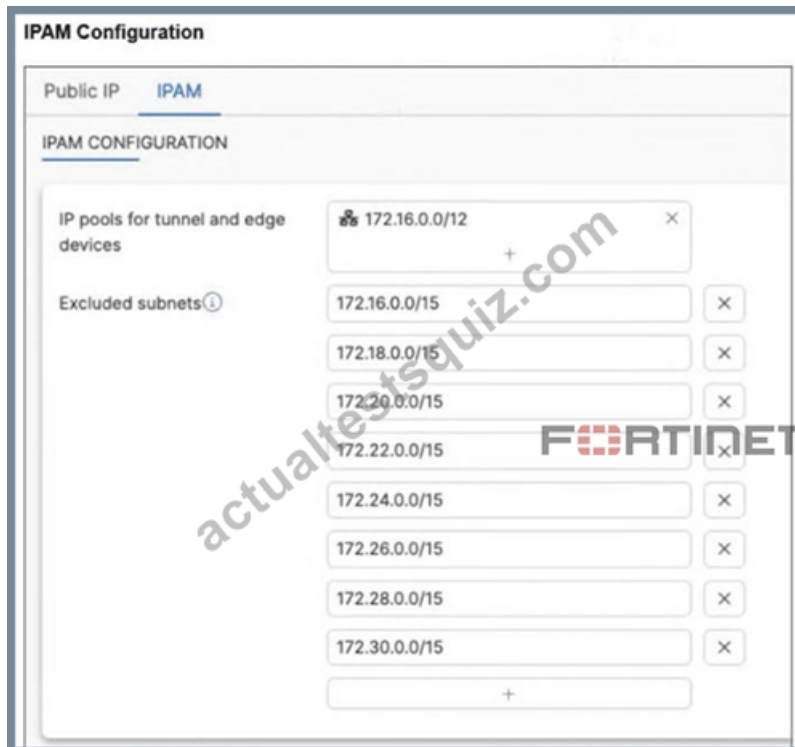 IPAM Configuration
Public IP IPAM
IPAM CONFIGURATION
IP pools for tunnel and edge devices
172.16.0.0/12
Excluded subnets
172.16.0.0/15
172.18.0.0/15
172.20.0.0/15
172.22.0.0/15
172.24.0.0/15
172.26.0.0/15
172.28.0.0/15
172.30.0.0/15
actualtestsquiz.com
FORTINET